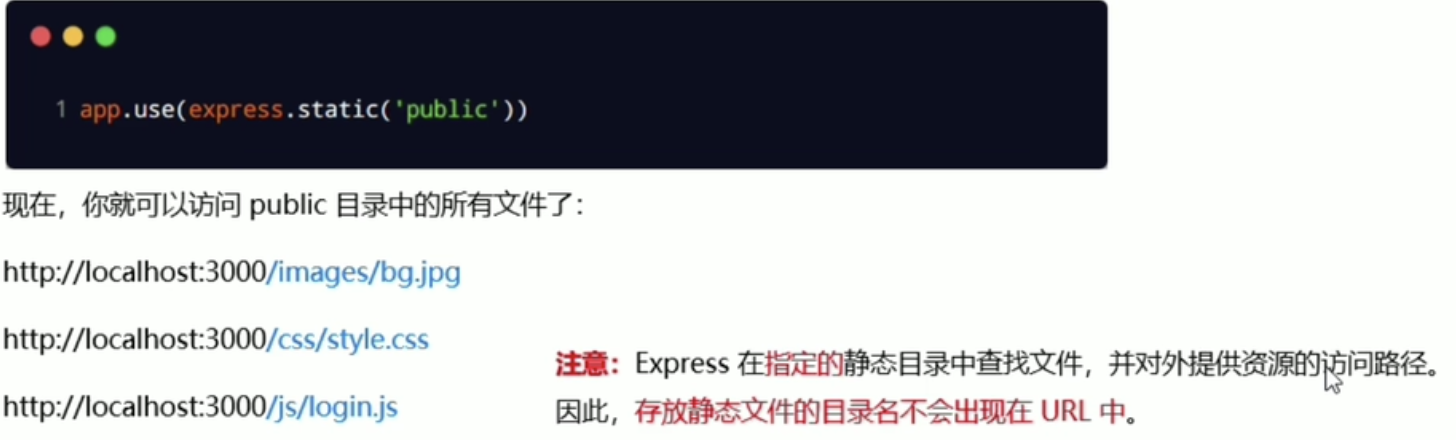 1 app.use(express.static('public'))
现在，你就可以访问 public 目录中的所有文件了：
http://localhost:3000/images/bg.jpg
http://localhost:3000/css/style.css
注意：Express 在指定的静态目录中查找文件，并对外提供资源的访问路径。
http://localhost:3000/js/login.js
因此，存放静态文件的目录名不会出现在 URL 中。